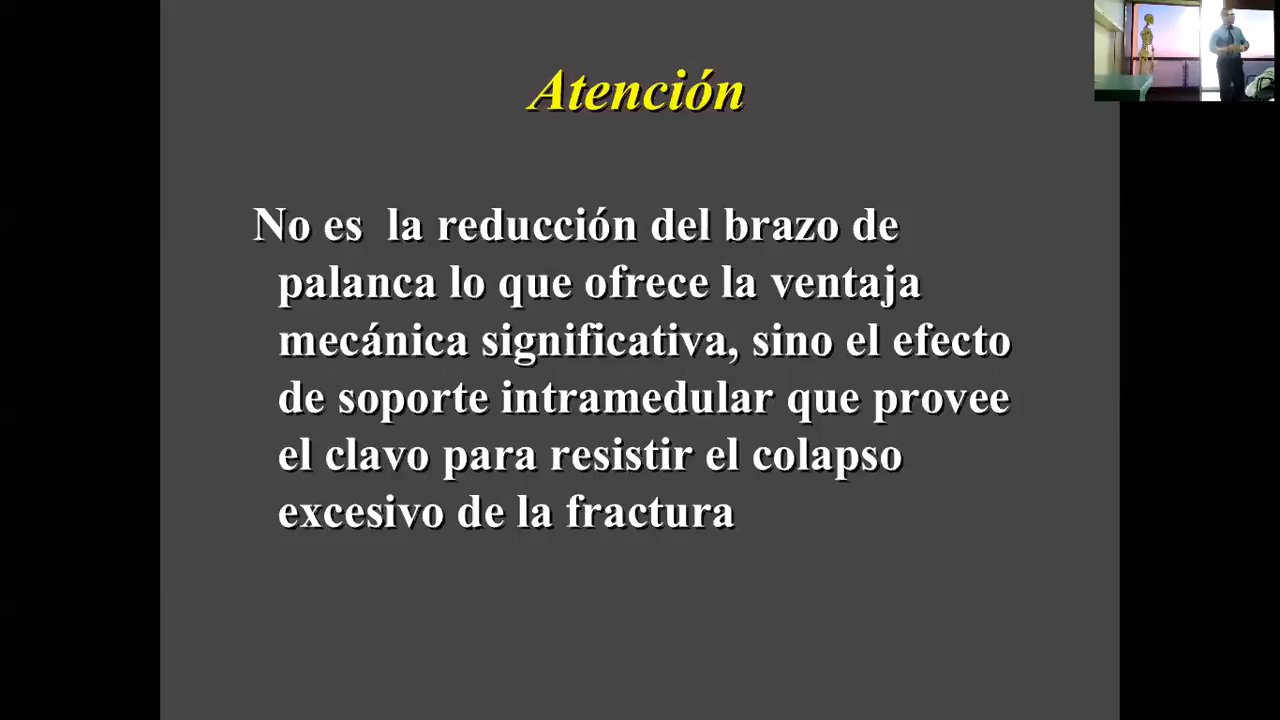 Atención
No es  la reducción del brazo de
palanca lo que ofrece la ventaja
mecánica significativa, sino el efecto
de soporte intramedular que provee
el clavo para resistir el colapso
excesivo de la fractura